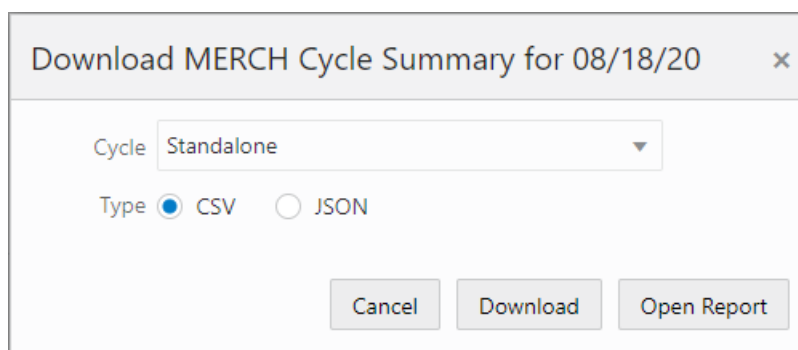 Download MERCH Cycle Summary for 08/18/20 ×
Cycle Standalone
Type CSV JSON
Cancel Download Open Report